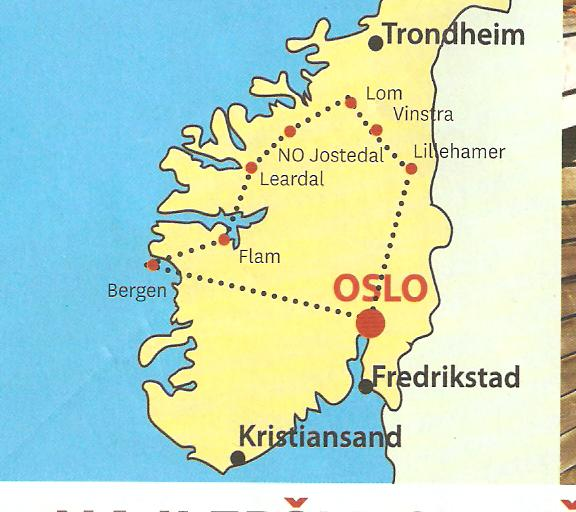 Trondheim
Lom
Vinstra
NO Jostedal
Lillehamer
Leardal
Flam
Bergen
OSLO
Fredrikstad
Kristiansand